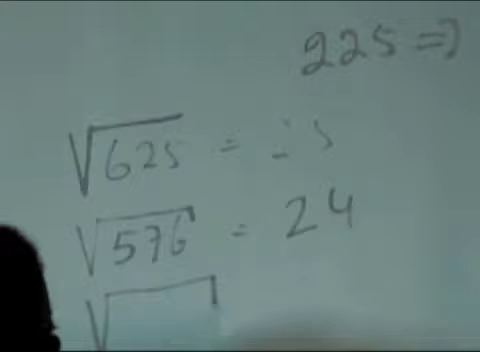 225 =>
√625 =
√576 = 24
√